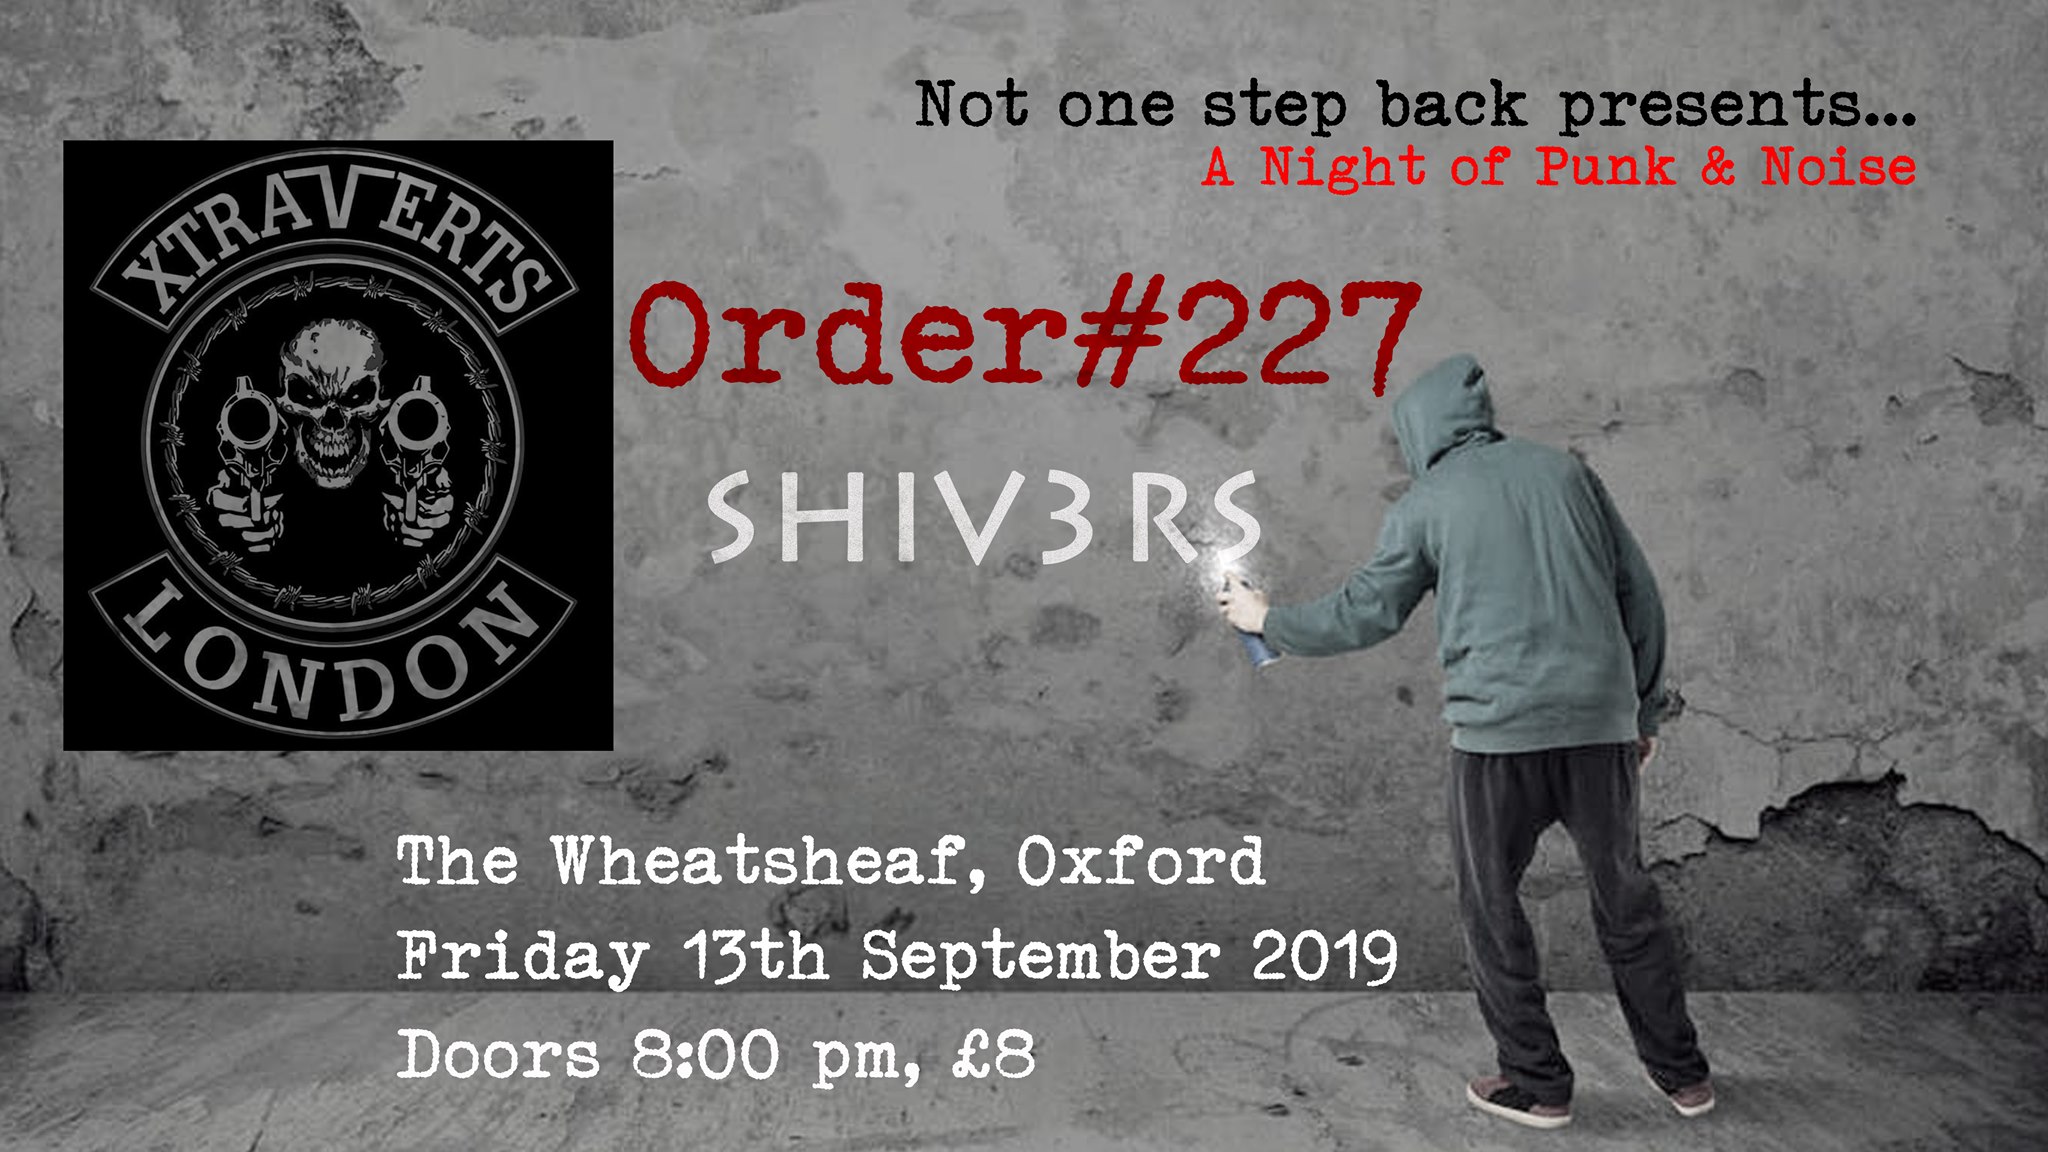 Not one step back presents...
A Night of Punk & Noise
XTRAVERTS
LONDON
Order#227
SHIV3RS
The Wheatsheaf, Oxford
Friday 13th September 2019
Doors 8:00 pm, £8